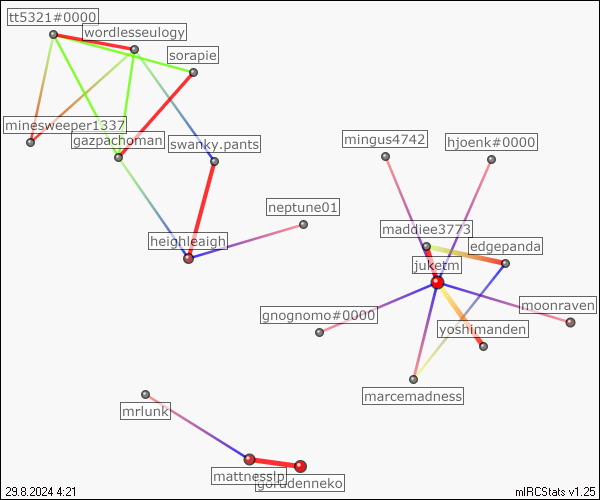 tt5321#0000
wordlesseulogy
sorapie
minesweeper1337
gazpachoman
swanky.pants
mingus4742
hjoenk#0000
neptune01
maddiee3773
heighleaigh
edgepanda
juketm
moonraven
gnognomo#0000
yoshimanden
marcemadness
mrlunk
mattnesslp
gorudenneko
29.8.2024 4:21
mIRCStats v1.25